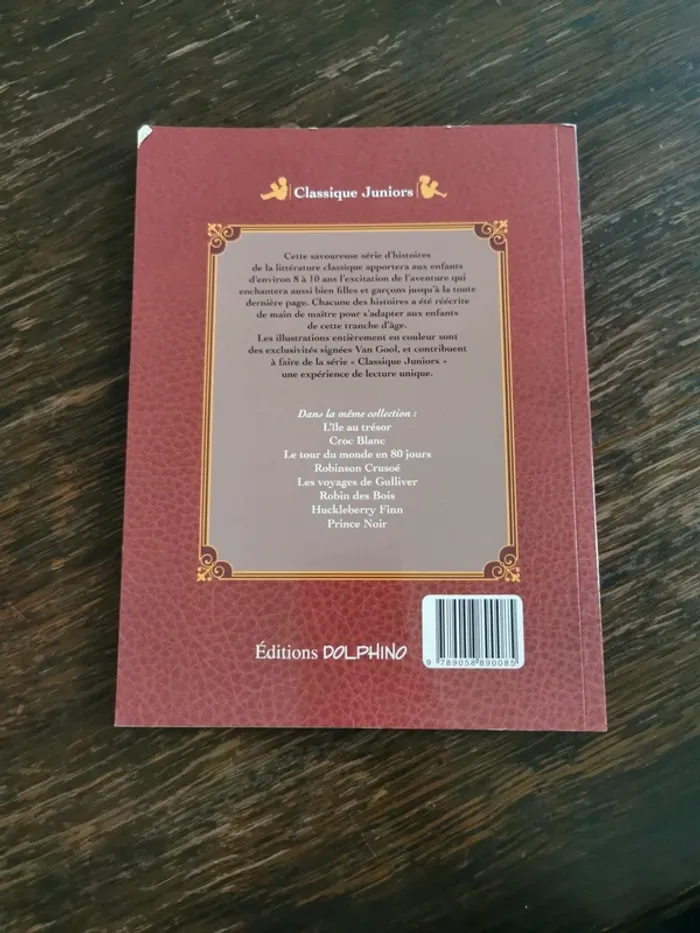 Classique Juniors
Cette savoureuse série d'histoires
de la littérature classique apportera aux enfants
d'environ 8 à 10 ans l'excitation de l'aventure qui
enchantera aussi bien filles et garçons jusqu'à la toute
dernière page. Chacune des histoires a été réécrite
de main de maître pour s'adapter aux enfants
de cette tranche d'âge.
Les illustrations entièrement en couleur sont
des exclusivités signées Van Gool, et contribuent
à faire de la série « Classique Juniors »
une expérience de lecture unique.
Dans la même collection :
L'île au trésor
Croc Blanc
Le tour du monde en 80 jours
Robinson Crusoé
Les voyages de Gulliver
Robin des Bois
Huckleberry Finn
Prince Noir
Éditions DOLPHINO
9 789058 890085